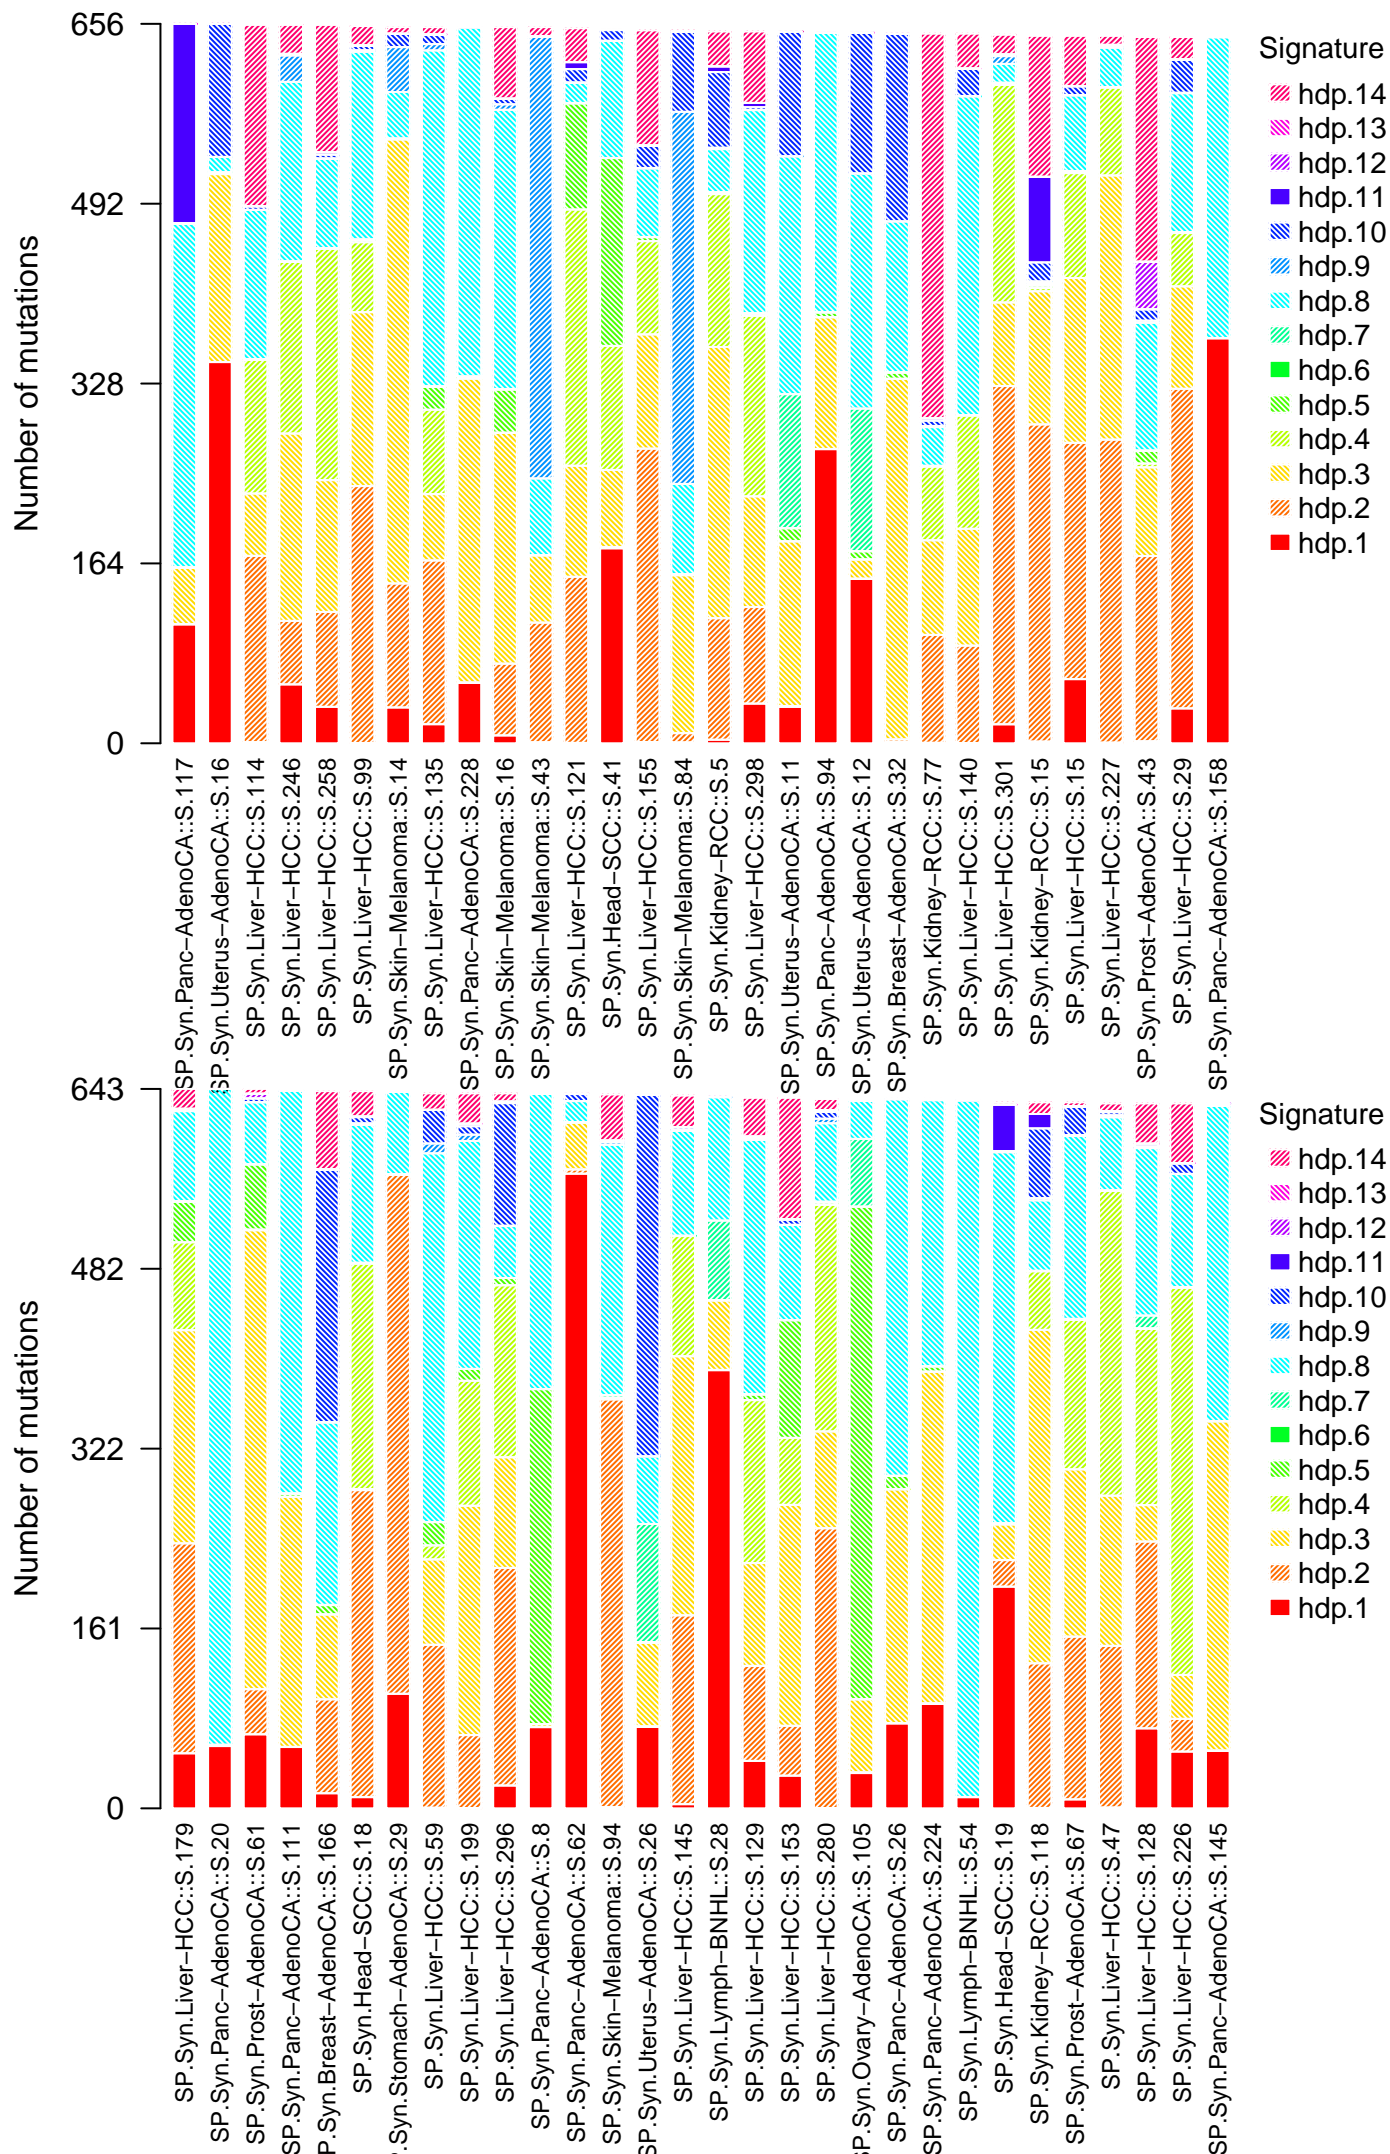 Number of mutations
656
492
328
164
0
Signature
hdp.14
hdp.13
hdp.12
hdp.11
hdp.10
hdp.9
hdp.8
hdp.7
hdp.6
hdp.5
hdp.4
hdp.3
hdp.2
hdp.1
SP.Syn.Panc−AdenoCA::S.117
SP.Syn.Uterus−AdenoCA::S.16
SP.Syn.Liver−HCC::S.114
SP.Syn.Liver−HCC::S.246
SP.Syn.Liver−HCC::S.258
SP.Syn.Liver−HCC::S.99
SP.Syn.Skin−Melanoma::S.14
SP.Syn.Liver−HCC::S.135
SP.Syn.Panc−AdenoCA::S.228
SP.Syn.Skin−Melanoma::S.16
SP.Syn.Skin−Melanoma::S.43
SP.Syn.Liver−HCC::S.121
SP.Syn.Head−SCC::S.41
SP.Syn.Liver−HCC::S.155
SP.Syn.Skin−Melanoma::S.84
SP.Syn.Kidney−RCC::S.5
SP.Syn.Liver−HCC::S.298
SP.Syn.Uterus−AdenoCA::S.11
SP.Syn.Panc−AdenoCA::S.94
SP.Syn.Uterus−AdenoCA::S.12
SP.Syn.Breast−AdenoCA::S.32
SP.Syn.Kidney−RCC::S.77
SP.Syn.Liver−HCC::S.140
SP.Syn.Liver−HCC::S.301
SP.Syn.Kidney−RCC::S.15
SP.Syn.Liver−HCC::S.15
SP.Syn.Liver−HCC::S.227
SP.Syn.Prost−AdenoCA::S.43
SP.Syn.Liver−HCC::S.29
SP.Syn.Panc−AdenoCA::S.158
Number of mutations
643
482
322
161
0
Signature
hdp.14
hdp.13
hdp.12
hdp.11
hdp.10
hdp.9
hdp.8
hdp.7
hdp.6
hdp.5
hdp.4
hdp.3
hdp.2
hdp.1
SP.Syn.Liver−HCC::S.179
SP.Syn.Panc−AdenoCA::S.20
SP.Syn.Prost−AdenoCA::S.61
SP.Syn.Panc−AdenoCA::S.111
P.Syn.Breast−AdenoCA::S.166
SP.Syn.Head−SCC::S.18
.Syn.Stomach−AdenoCA::S.29
SP.Syn.Liver−HCC::S.59
SP.Syn.Liver−HCC::S.199
SP.Syn.Liver−HCC::S.296
SP.Syn.Panc−AdenoCA::S.8
SP.Syn.Panc−AdenoCA::S.62
SP.Syn.Skin−Melanoma::S.94
SP.Syn.Uterus−AdenoCA::S.26
SP.Syn.Liver−HCC::S.145
SP.Syn.Lymph−BNHL::S.28
SP.Syn.Liver−HCC::S.129
SP.Syn.Liver−HCC::S.153
SP.Syn.Liver−HCC::S.280
SP.Syn.Ovary−AdenoCA::S.105
SP.Syn.Panc−AdenoCA::S.26
SP.Syn.Panc−AdenoCA::S.224
SP.Syn.Lymph−BNHL::S.54
SP.Syn.Head−SCC::S.19
SP.Syn.Kidney−RCC::S.118
SP.Syn.Prost−AdenoCA::S.67
SP.Syn.Liver−HCC::S.47
SP.Syn.Liver−HCC::S.128
SP.Syn.Liver−HCC::S.226
SP.Syn.Panc−AdenoCA::S.145